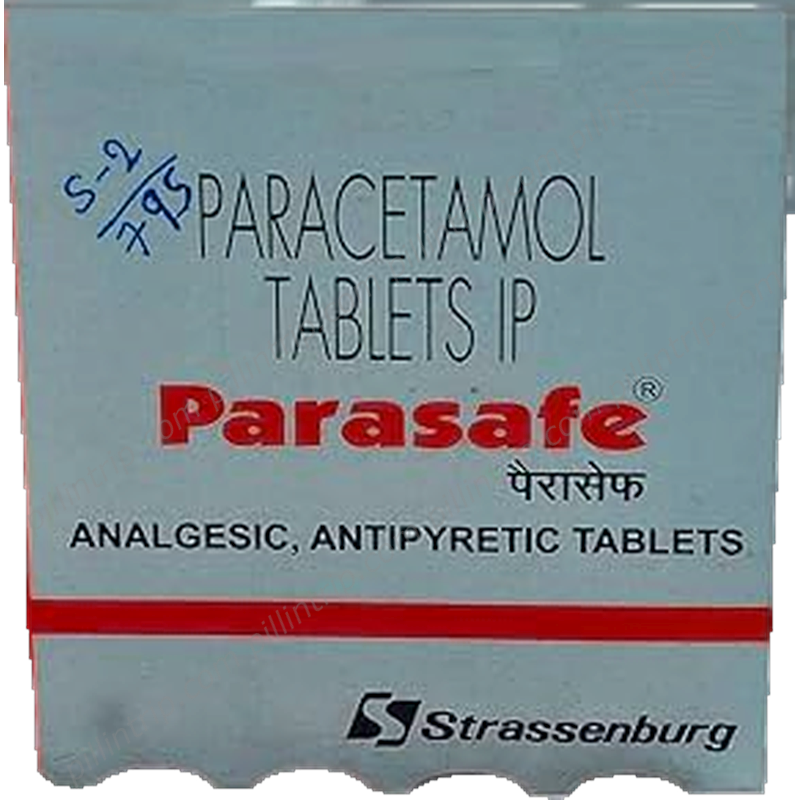 S-2
795
PARACETAMOL
TABLETS IP
Parasafe®
पैरासेफ
ANALGESIC, ANTIPYRETIC TABLETS
Strassenburg